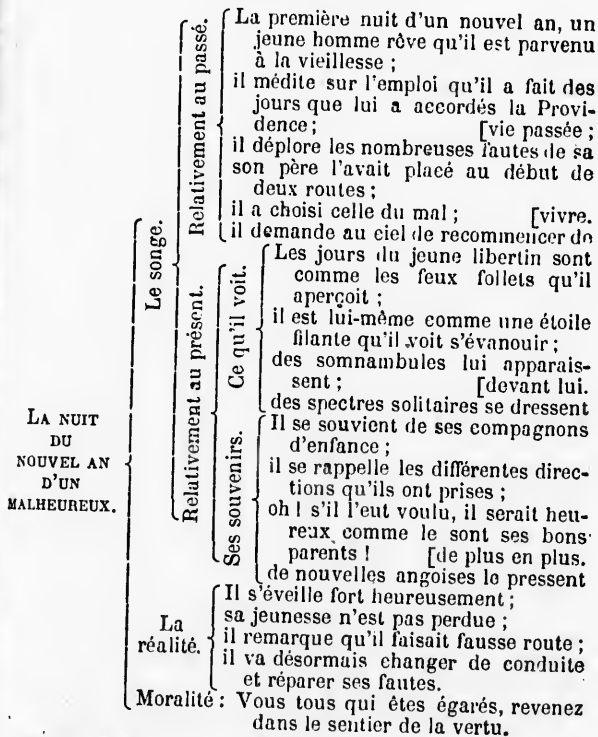 LA NUIT
DU
NOUVEL AN
D'UN
MALHEUREUX.
Le songe.
Relativement au passé.
La première nuit d'un nouvel an, un
jeune homme rêve qu'il est parvenu
à la vieillesse ;
il médite sur l'emploi qu'il a fait des
jours que lui a accordés la Provi-
dence ; [vie passée ;
il déplore les nombreuses fautes de sa
son père l'avait placé au début de
deux routes ;
il a choisi celle du mal ; [vivre.
il demande au ciel de recommencer de
Relativement au présent.
Ce qu'il voit.
Les jours du jeune libertin sont
comme les feux follets qu'il
aperçoit ;
il est lui-même comme une étoile
filante qu'il voit s'évanouir ;
des somnambules lui apparais-
sent ; [devant lui.
des spectres solitaires se dressent
Ses souvenirs.
Il se souvient de ses compagnons
d'enfance ;
il se rappelle les différentes direc-
tions qu'ils ont prises ;
oh ! s'il l'eut voulu, il serait heu-
reux comme le sont ses bons
parents ! [de plus en plus.
de nouvelles angoises le pressent
La
réalité.
Il s'éveille fort heureusement ;
sa jeunesse n'est pas perdue ;
il remarque qu'il faisait fausse route ;
il va désormais changer de conduite
et réparer ses fautes.
Moralité : Vous tous qui êtes égarés, revenez
dans le sentier de la vertu.